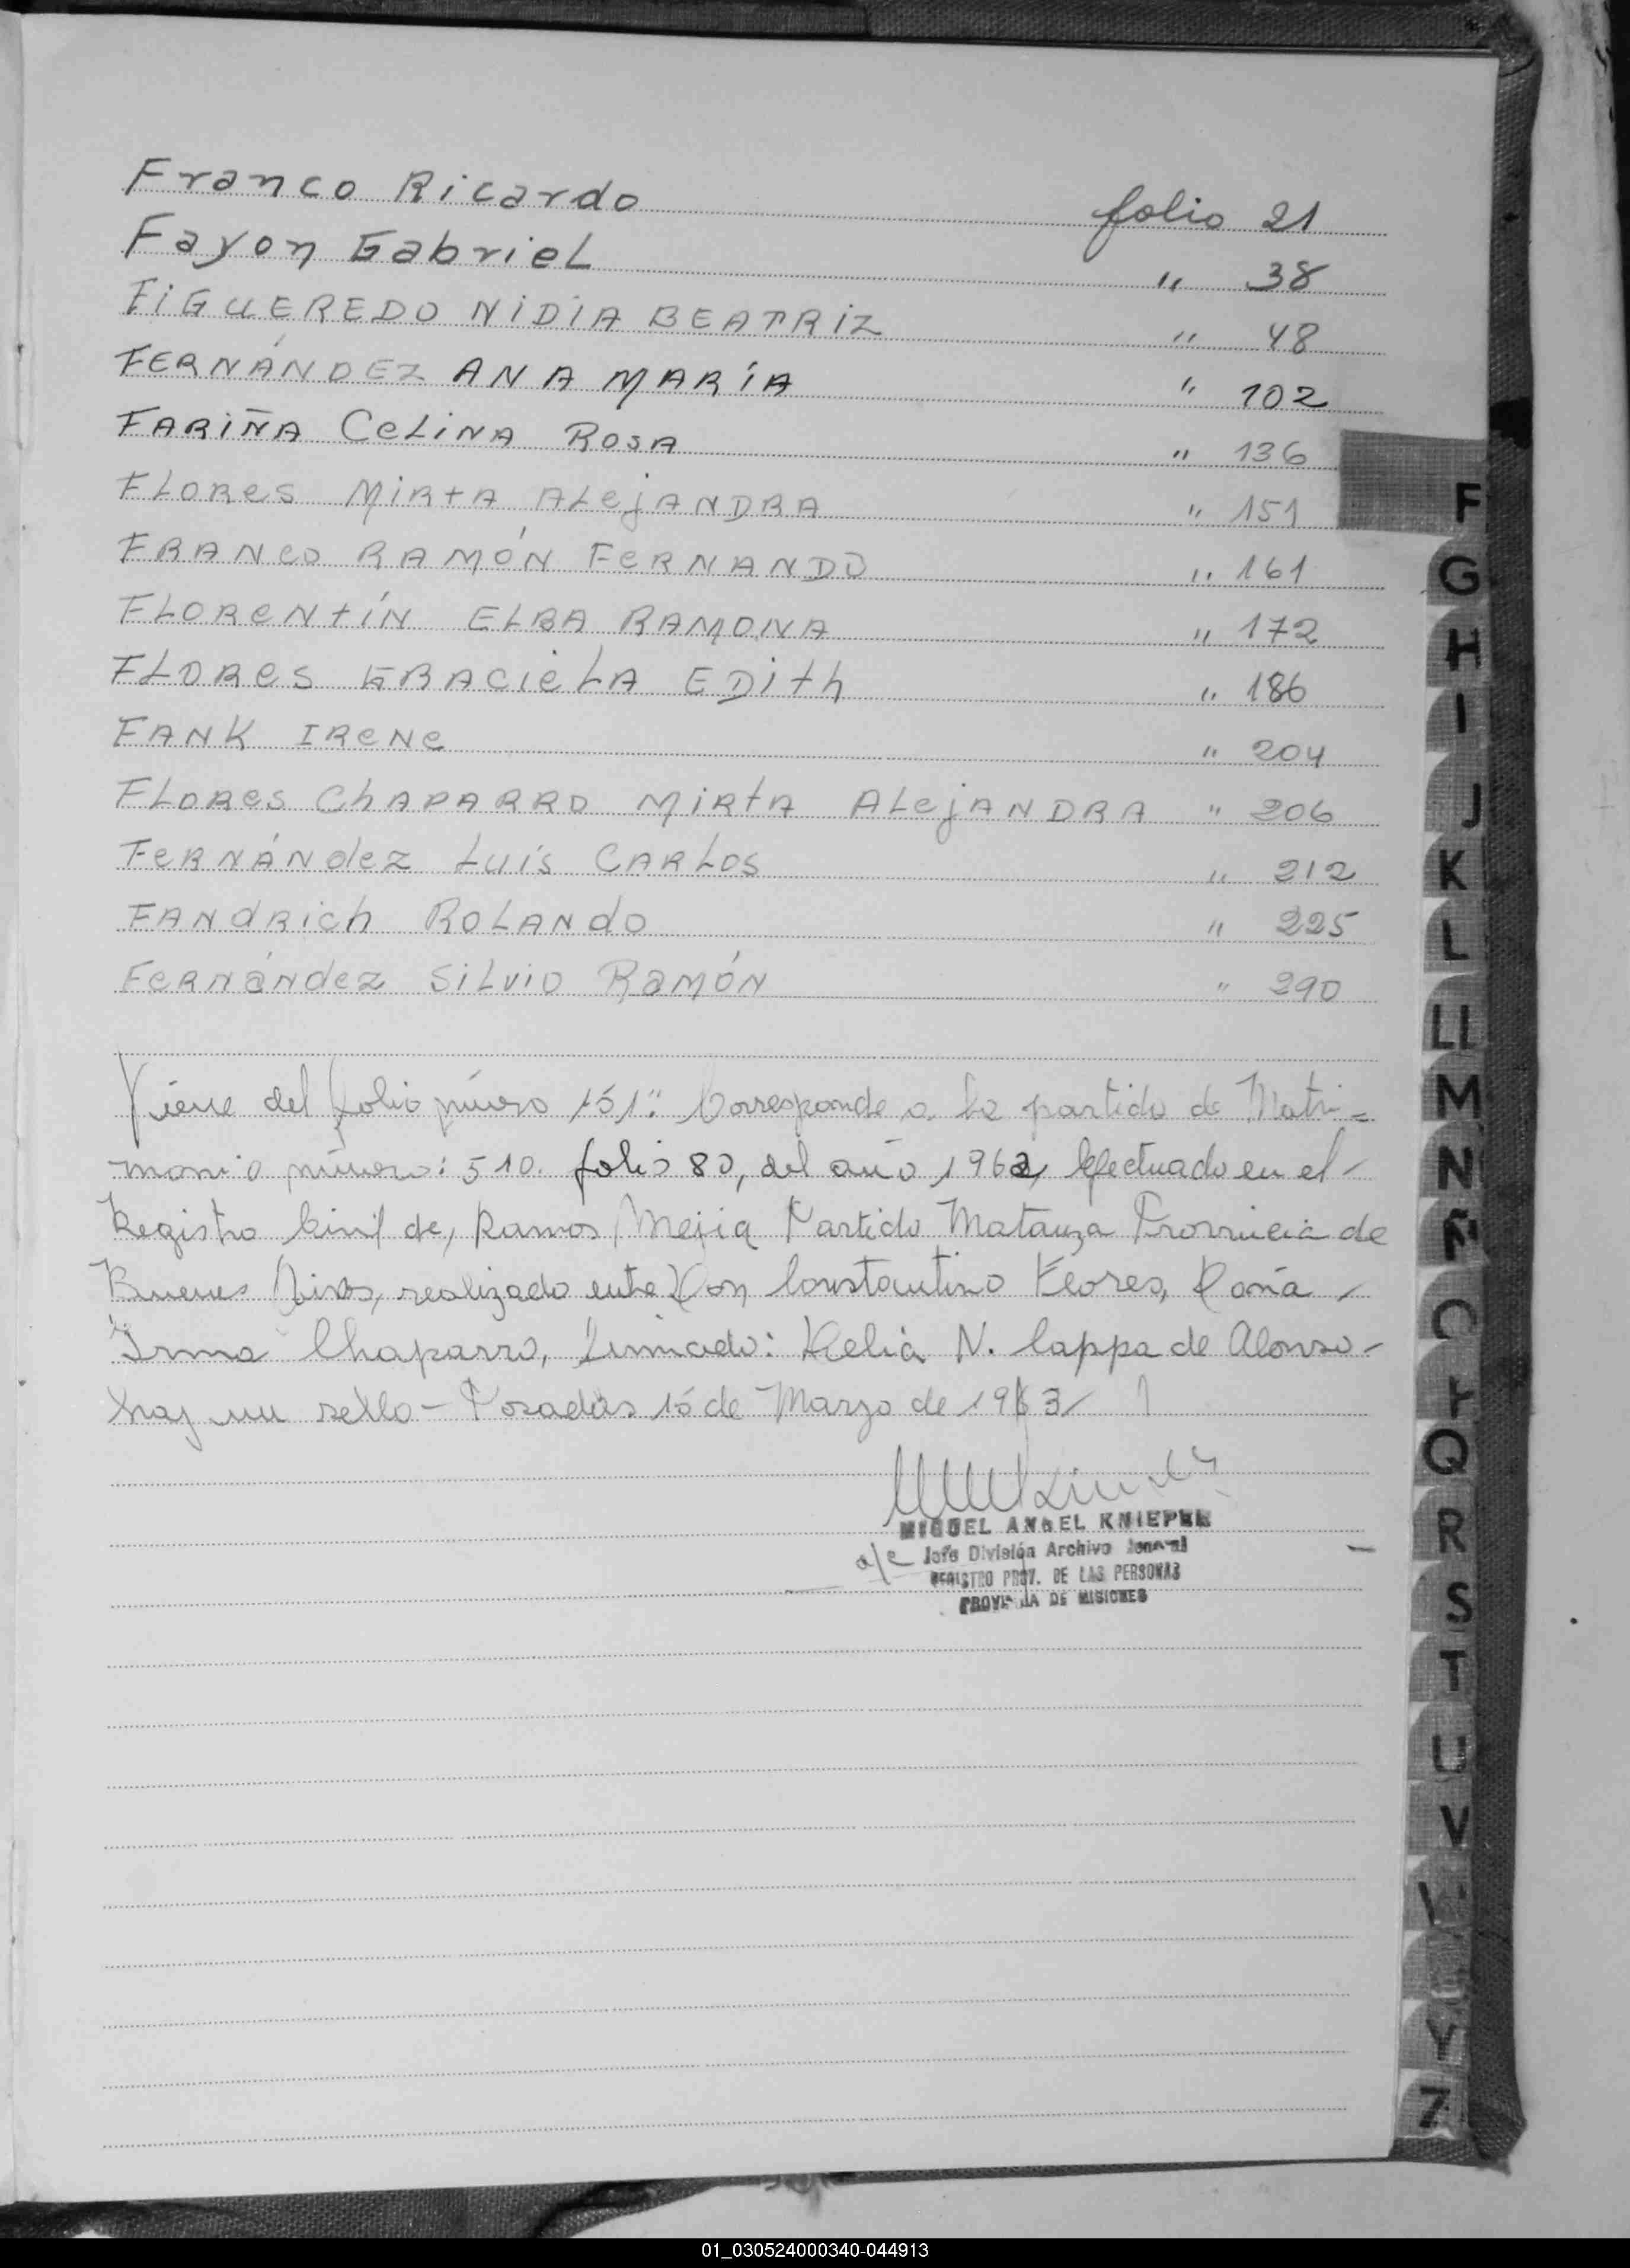 Franco Ricardo folio 21
Fayon Gabriel " 38
FIGUEREDO NIDIA BEATRIZ " 48
FERNÁNDEZ ANA MARÍA " 102
FARIÑA CELINA ROSA " 136
FLORES MIRTA ALEJANDRA " 151
FRANCO RAMÓN FERNANDO " 161
FLORENTÍN ELBA RAMONA " 172
FLORES GRACIELA EDITH " 186
FANK IRENE " 204
FLORES CHAPARRO MIRTA ALEJANDRA " 206
FERNÁNDEZ LUÍS CARLOS " 212
FANDRICH ROLANDO " 225
FERNÁNDEZ SILVIO RAMÓN " 290
Viene del folio número 151": Corresponde a la partida de Matri=
monio número: 510. folio 80, del año 1962, Efectuado en el-
Registro Civil de, Ramos Mejia Partido Matanza Provincia de
Buenos Aires, realizado entre Don Constantino Flores, Doña
Irma Chaparro, Firmado: Delia N. Cappa de Alonso-
hay un sello- Posadas 15 de Marzo de 19 3/
MIGUEL ANGEL KNIEPER
a/c Jefe División Archivo General
REGISTRO PROV. DE LAS PERSONAS
PROVINCIA DE MISIONES
F
G
H
I
J
K
L
LL
M
N
Ñ
O
P
Q
R
S
T
U
V
Y
Z
01_030524000340-044913